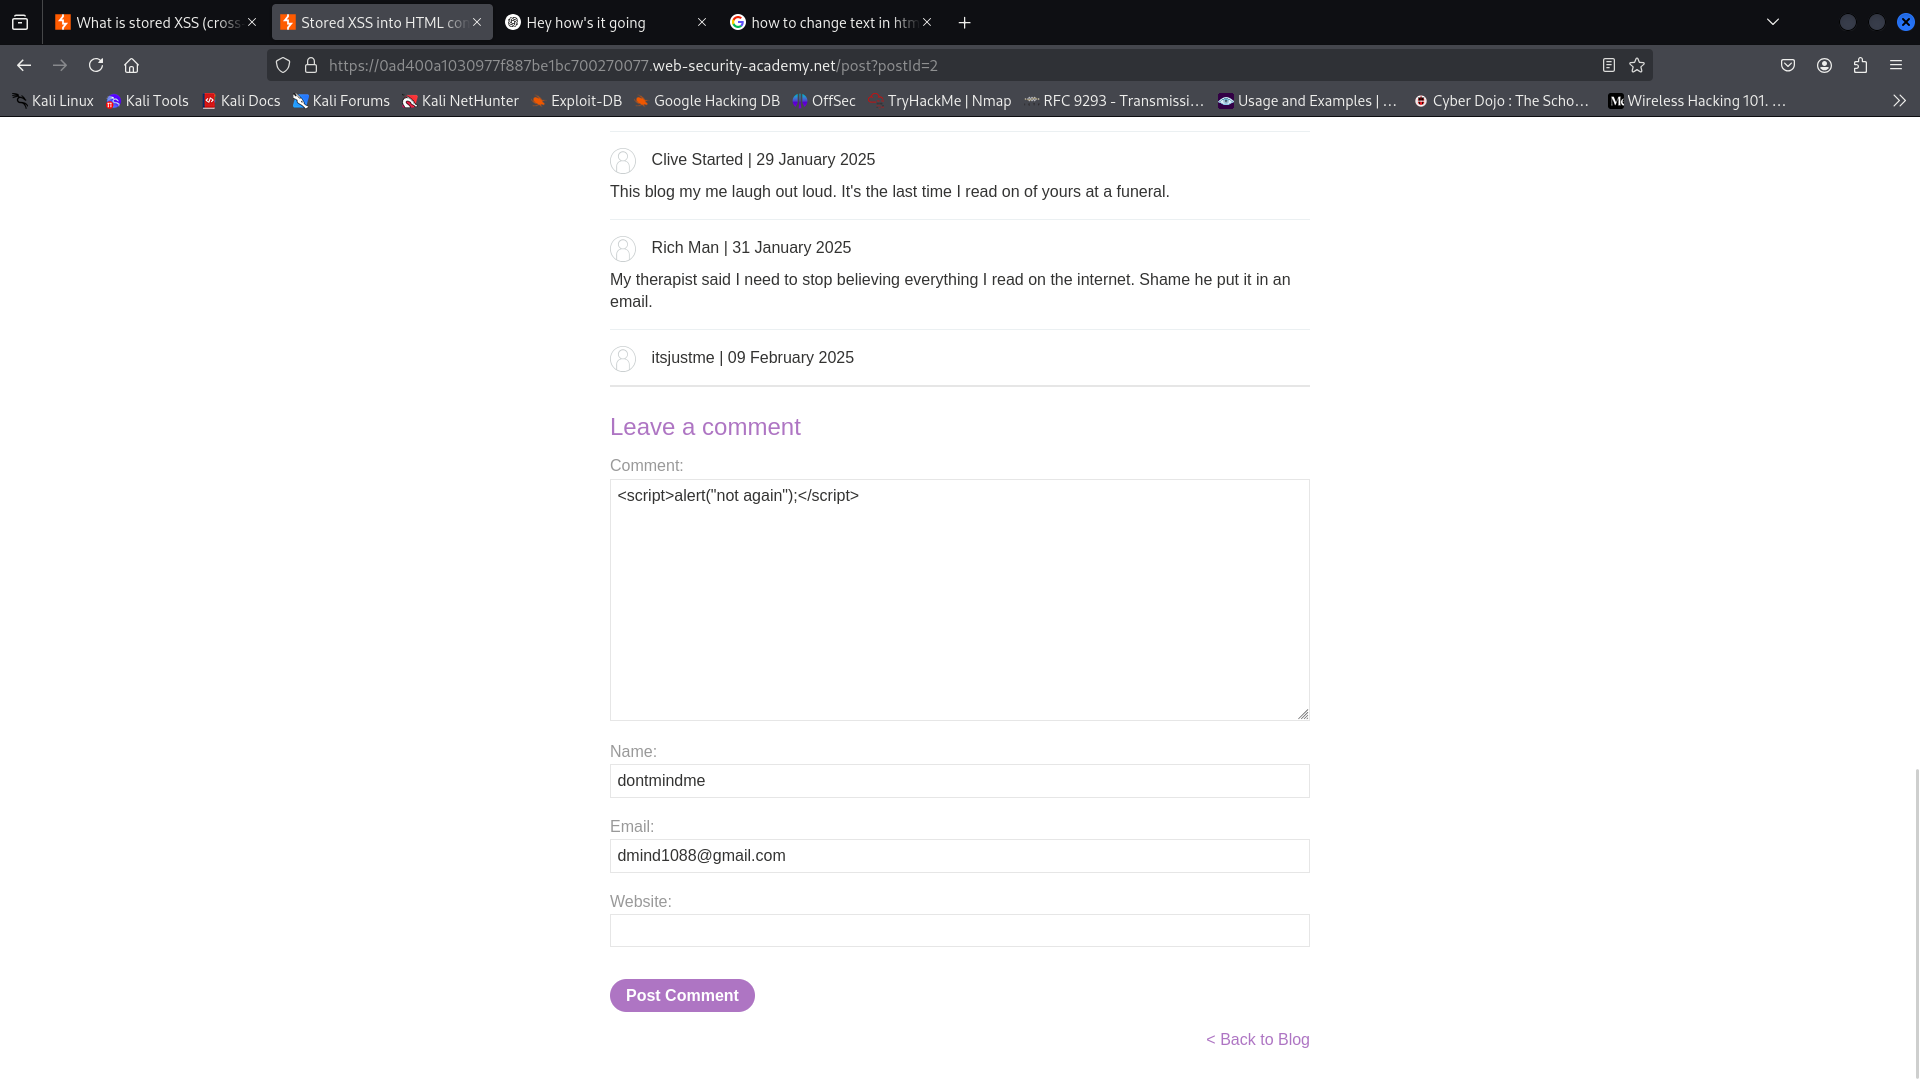 What is stored XSS (cross
Stored XSS into HTML con
Hey how's it going
how to change text in htm
https://0ad400a1030977f887be1bc700270077.web-security-academy.net/post?postId=2
Kali Linux
Kali Tools
Kali Docs
Kali Forums
Kali NetHunter
Exploit-DB
Google Hacking DB
OffSec
TryHackMe | Nmap
RFC 9293 - Transmissi…
Usage and Examples | …
Cyber Dojo : The Scho…
Wireless Hacking 101. …
Clive Started | 29 January 2025
This blog my me laugh out loud. It's the last time I read on of yours at a funeral.
Rich Man | 31 January 2025
My therapist said I need to stop believing everything I read on the internet. Shame he put it in an
email.
itsjustme | 09 February 2025
Leave a comment
Comment:
<script>alert("not again");</script>
Name:
dontmindme
Email:
dmind1088@gmail.com
Website:
Post Comment
< Back to Blog